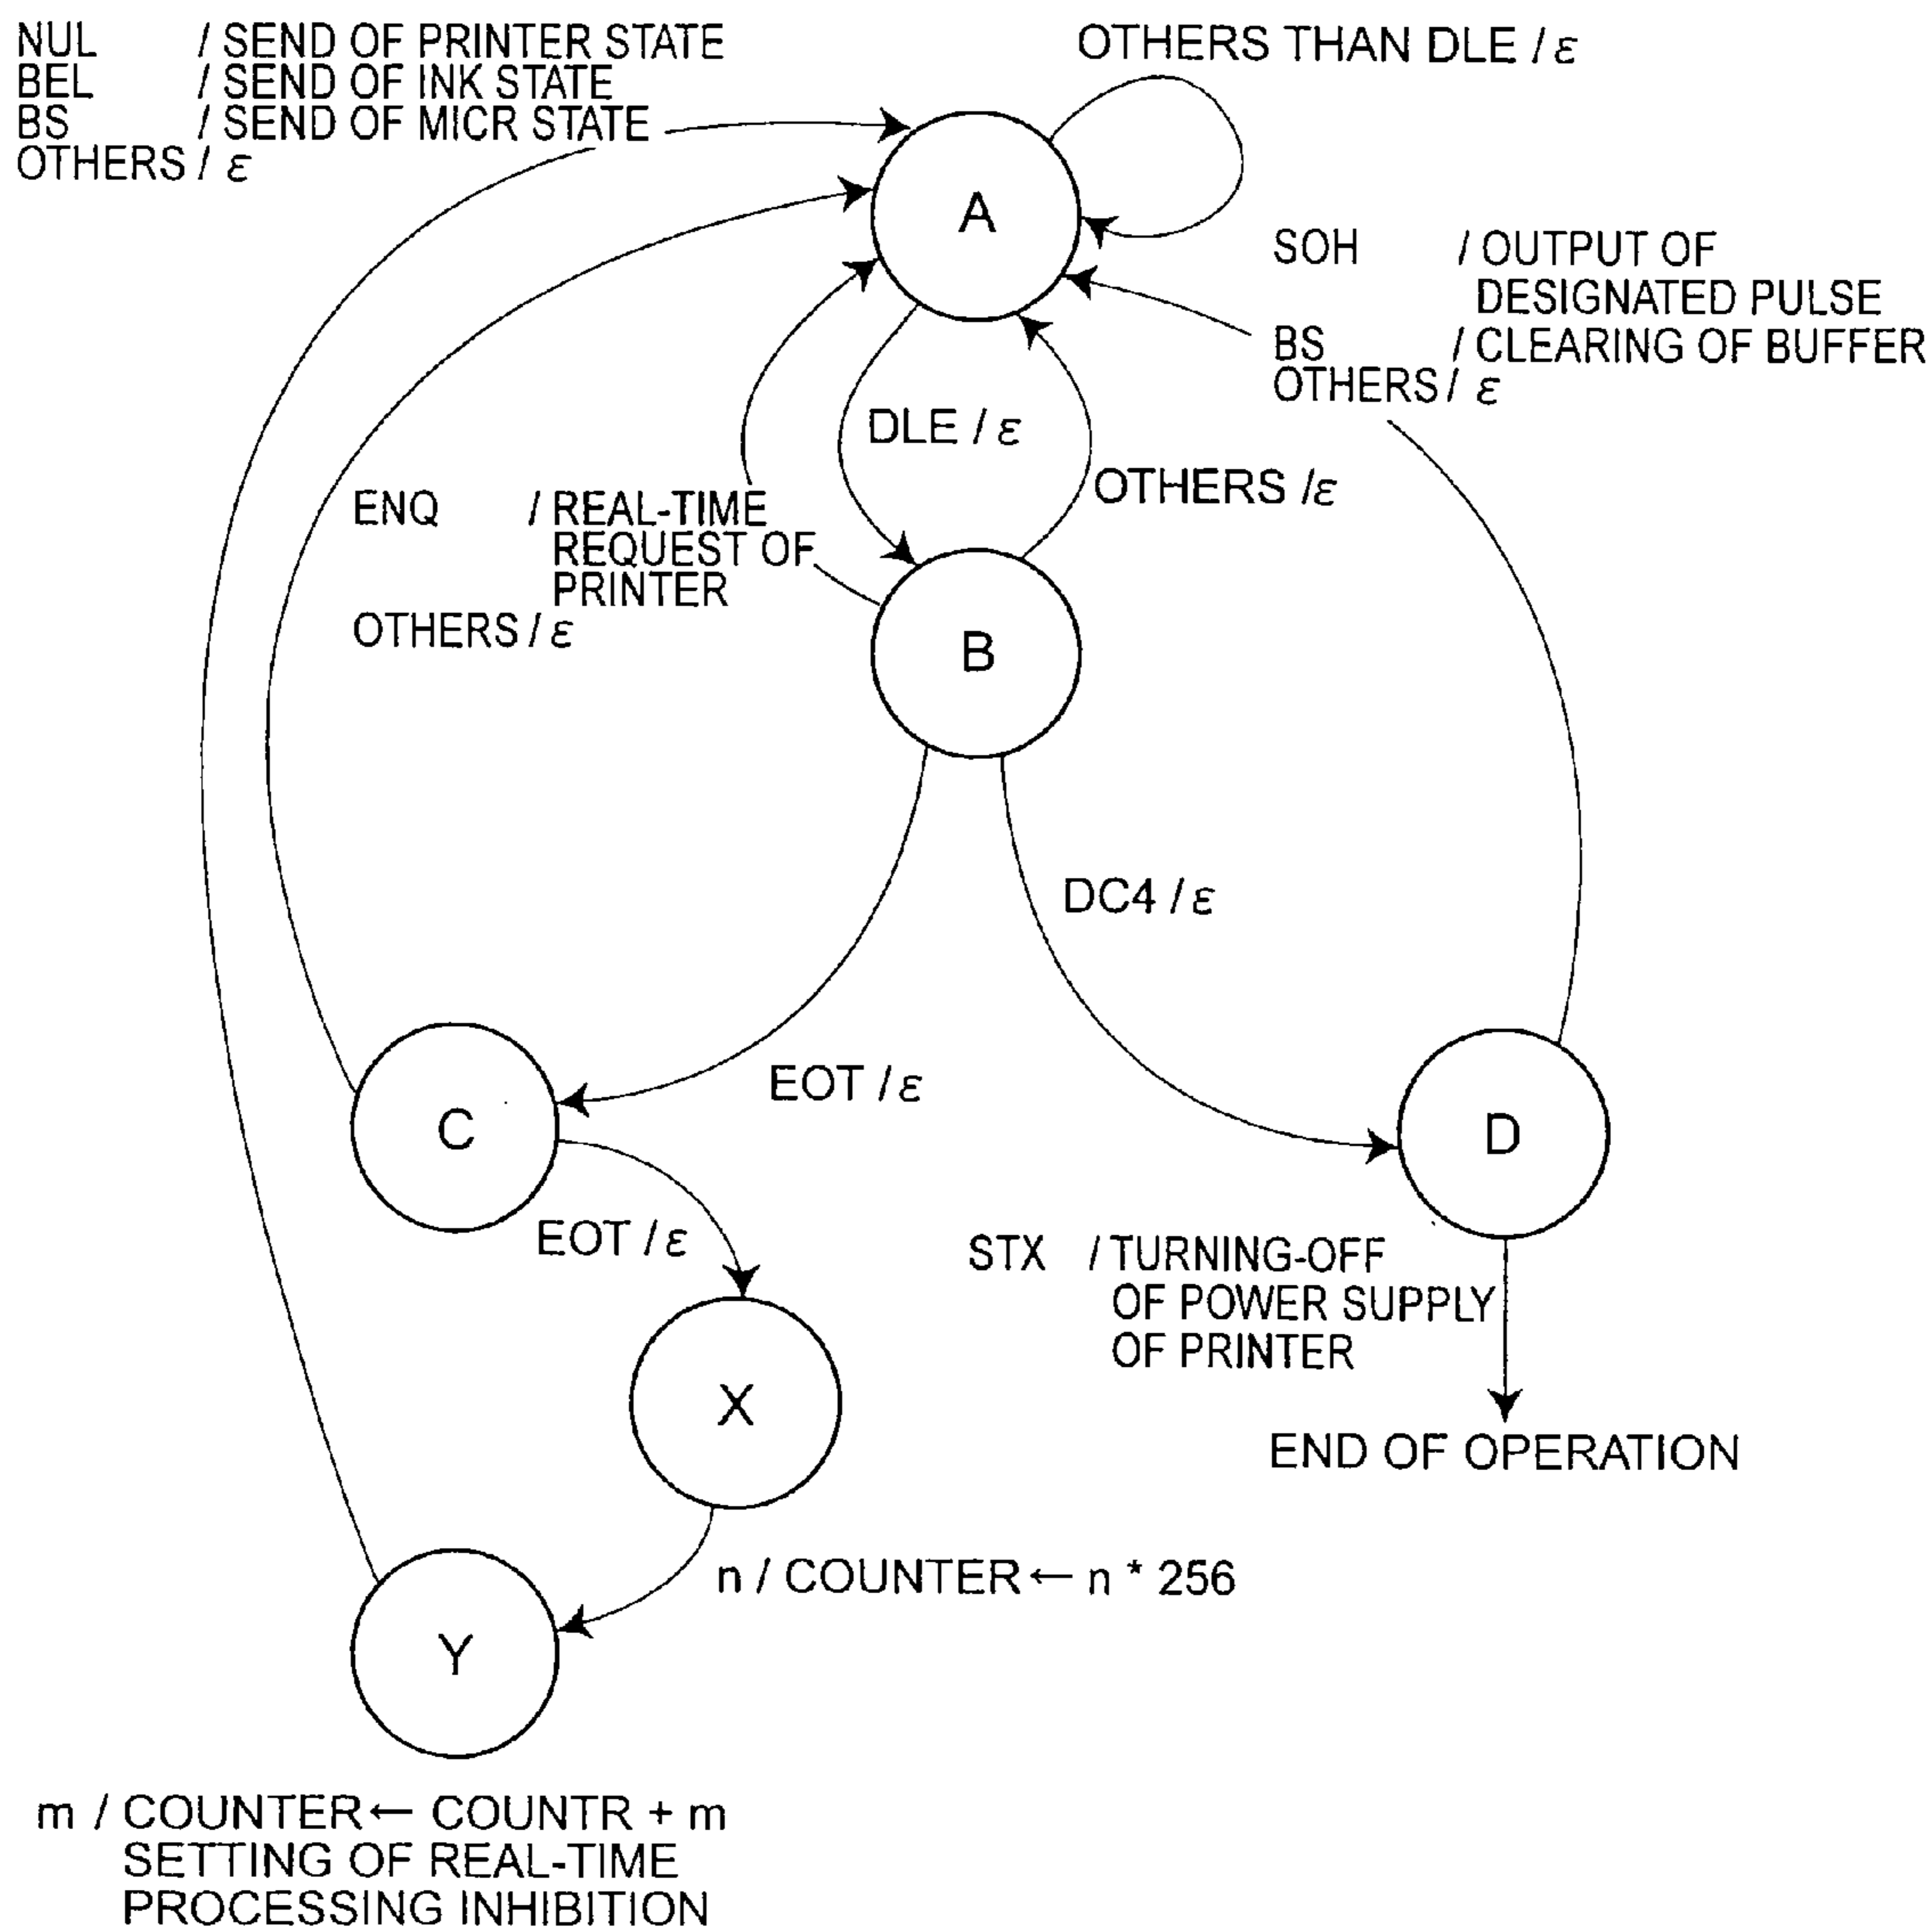 NUL / SEND OF PRINTER STATE
BEL / SEND OF INK STATE
BS / SEND OF MICR STATE
OTHERS / ε
OTHERS THAN DLE / ε
A
SOH / OUTPUT OF
DESIGNATED PULSE
BS / CLEARING OF BUFFER
OTHERS / ε
DLE / ε
OTHERS / ε
ENQ / REAL-TIME
REQUEST OF
PRINTER
OTHERS / ε
B
DC4 / ε
EOT / ε
C
D
EOT / ε
STX / TURNING-OFF
OF POWER SUPPLY
OF PRINTER
X
END OF OPERATION
n / COUNTER ← n * 256
Y
m / COUNTER ← COUNTR + m
SETTING OF REAL-TIME
PROCESSING INHIBITION